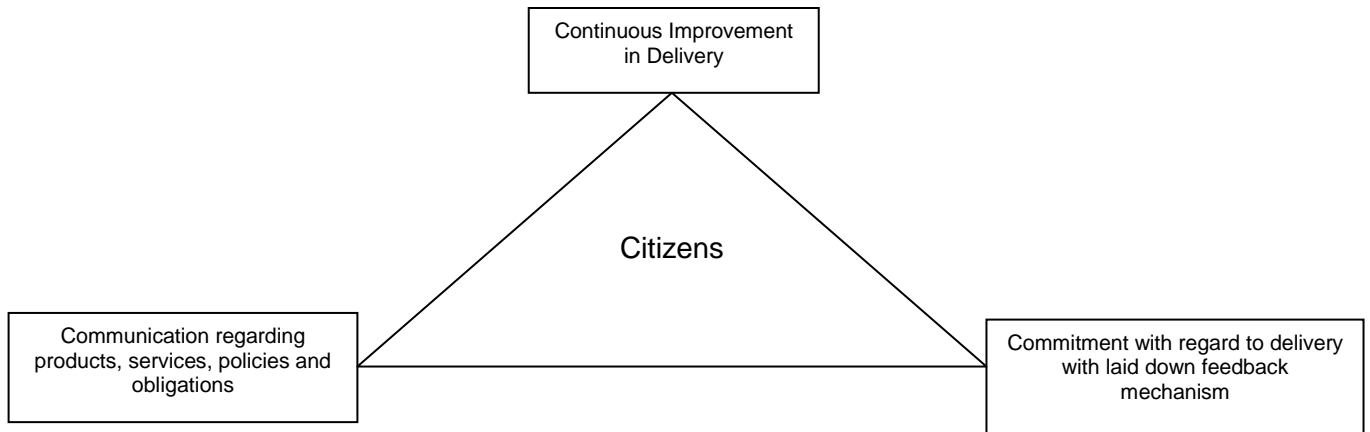 Continuous Improvement
in Delivery
Citizens
Communication regarding
products, services, policies and
obligations
Commitment with regard to delivery
with laid down feedback
mechanism